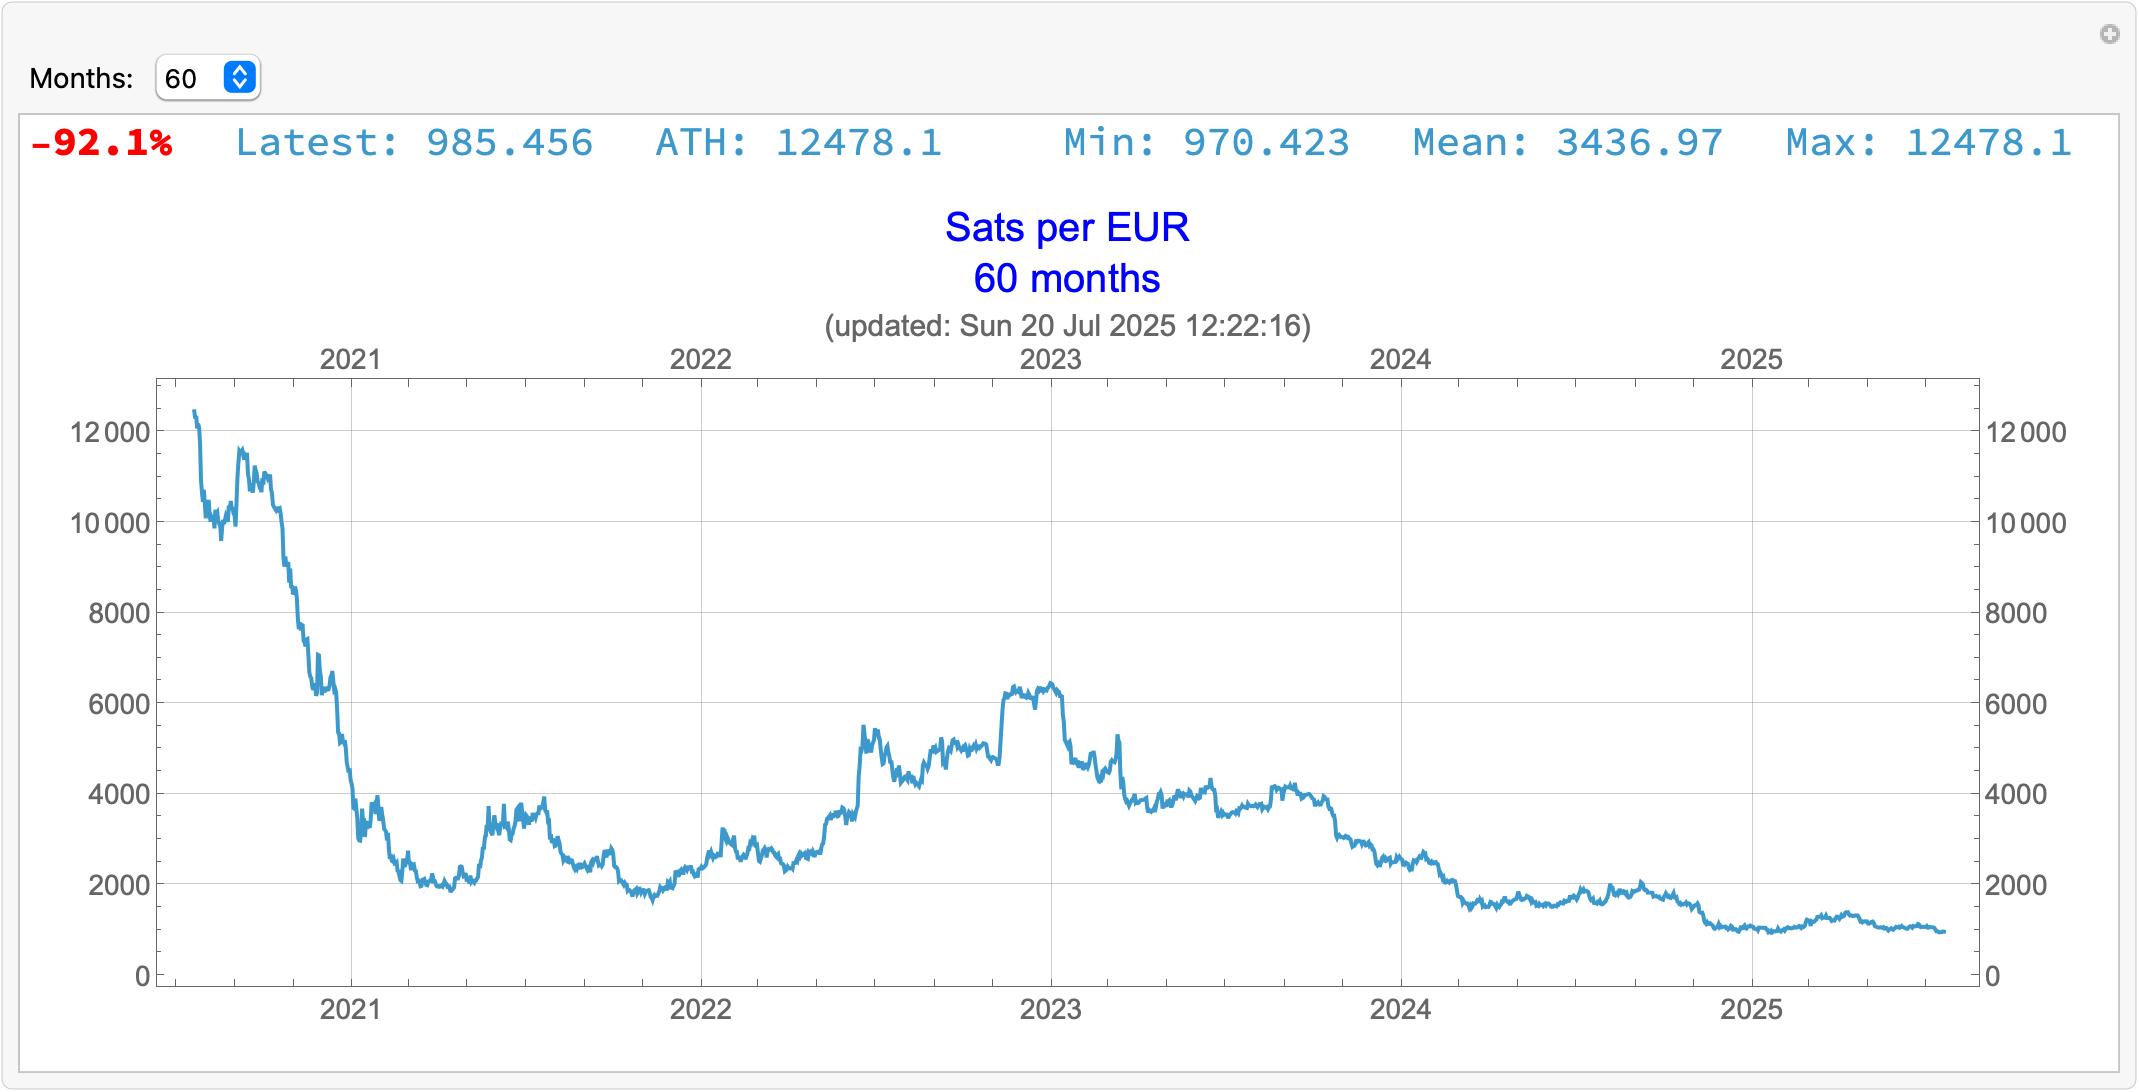 Months: 60
-92.1% Latest: 985.456 ATH: 12478.1 Min: 970.423 Mean: 3436.97 Max: 12478.1
Sats per EUR
60 months
(updated: Sun 20 Jul 2025 12:22:16)
2021 2022 2023 2024 2025
12 000 12 000
10 000 10 000
8000 8000
6000 6000
4000 4000
2000 2000
0 0
2021 2022 2023 2024 2025